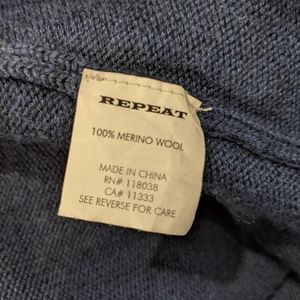 REPEAT
100% MERINO WOOL
MADE IN CHINA
RN# 118038
CA# 11333
SEE REVERSE FOR CARE